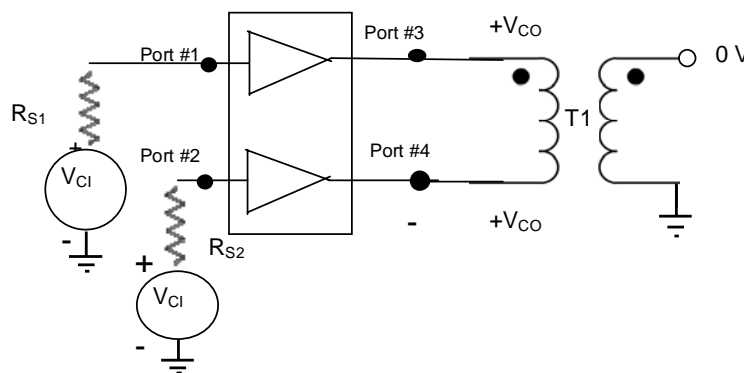 Port #3
+VCO
Port #1
0 V
RS1
T1
+
VCI
Port #2
Port #4
-
RS2
-
+VCO
+
VCI
-